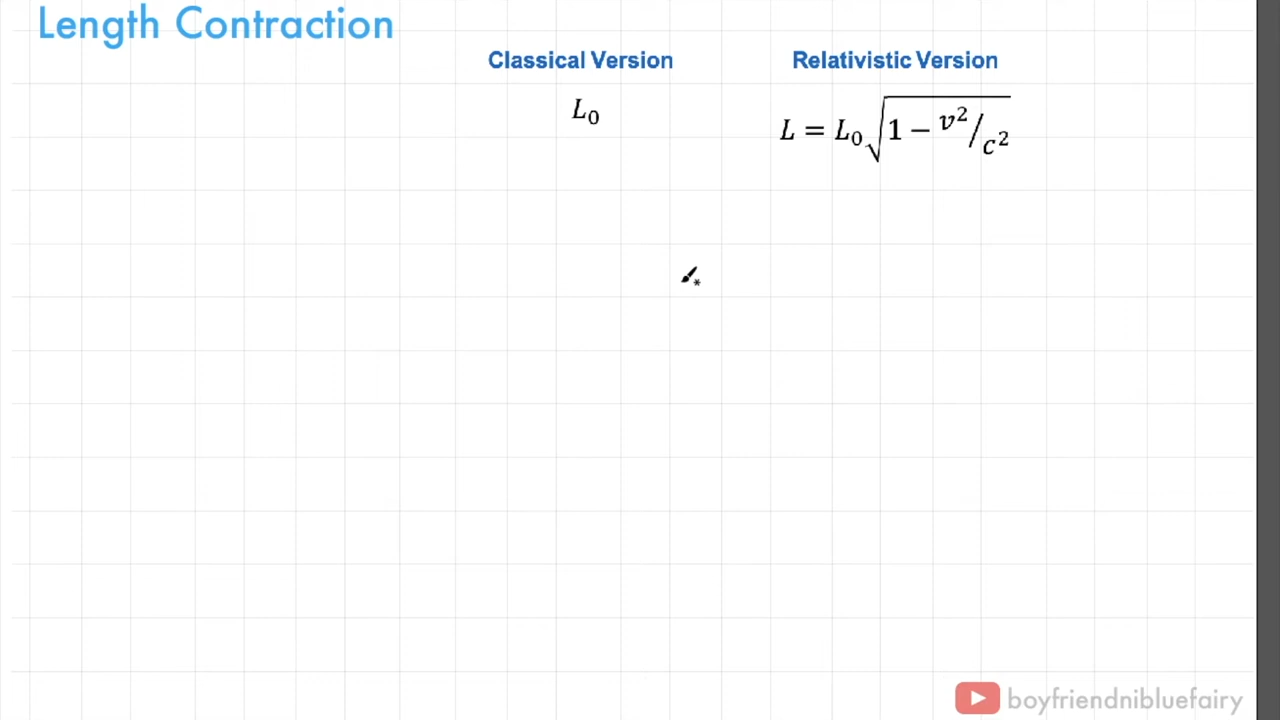 Length Contraction
Classical Version
Relativistic Version
L₀
L = L₀√(1 − v²/c²)
boyfriendnibluefairy